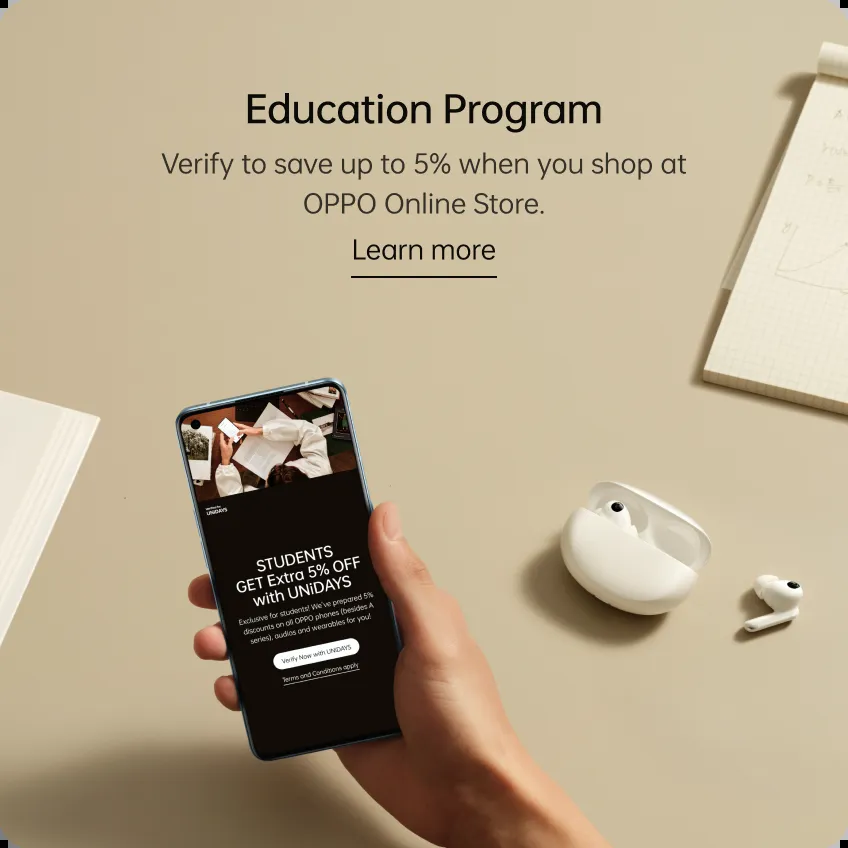 Education Program
Verify to save up to 5% when you shop at
OPPO Online Store.
Learn more
UNiDAYS
STUDENTS
GET Extra 5% OFF
with UNiDAYS
Exclusive for students! We've prepared 5%
discounts on all OPPO phones (besides A
series), audios and wearables for you!
Verify Now with UNiDAYS
Terms and Conditions apply